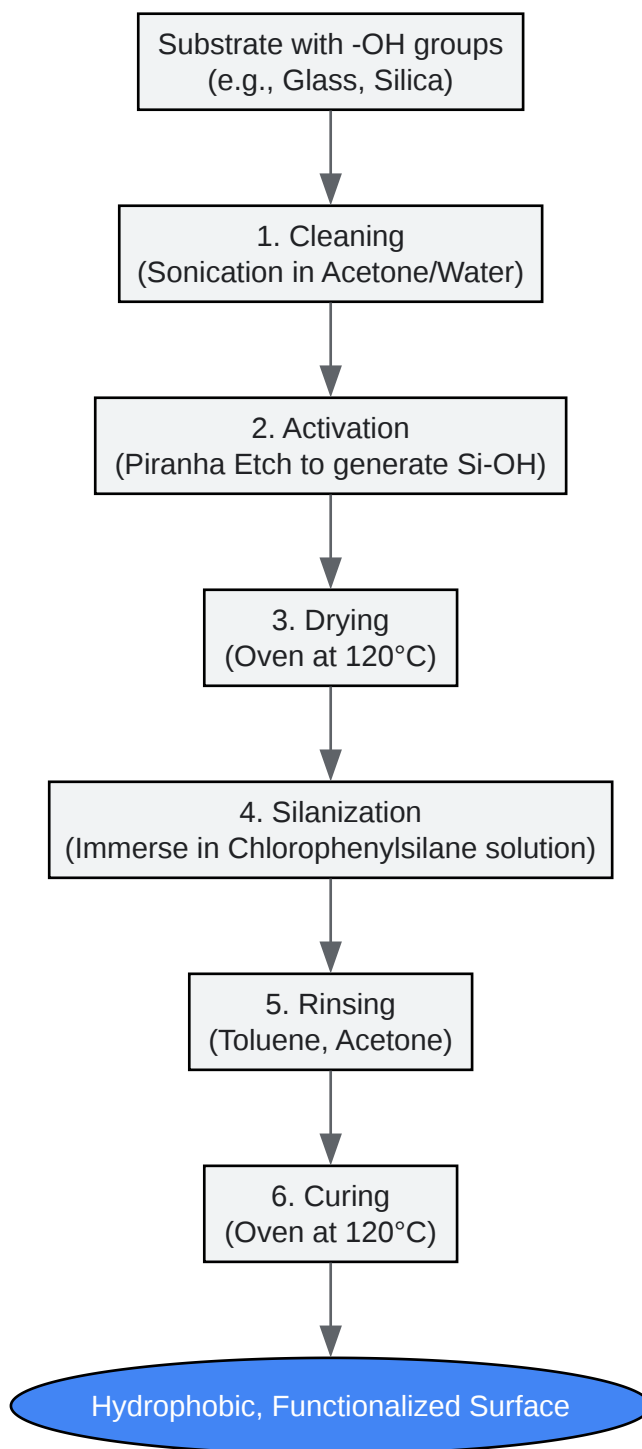 Substrate with -OH groups
(e.g., Glass, Silica)
1. Cleaning
(Sonication in Acetone/Water)
2. Activation
(Piranha Etch to generate Si-OH)
3. Drying
(Oven at 120°C)
4. Silanization
(Immerse in Chlorophenylsilane solution)
5. Rinsing
(Toluene, Acetone)
6. Curing
(Oven at 120°C)
Hydrophobic, Functionalized Surface